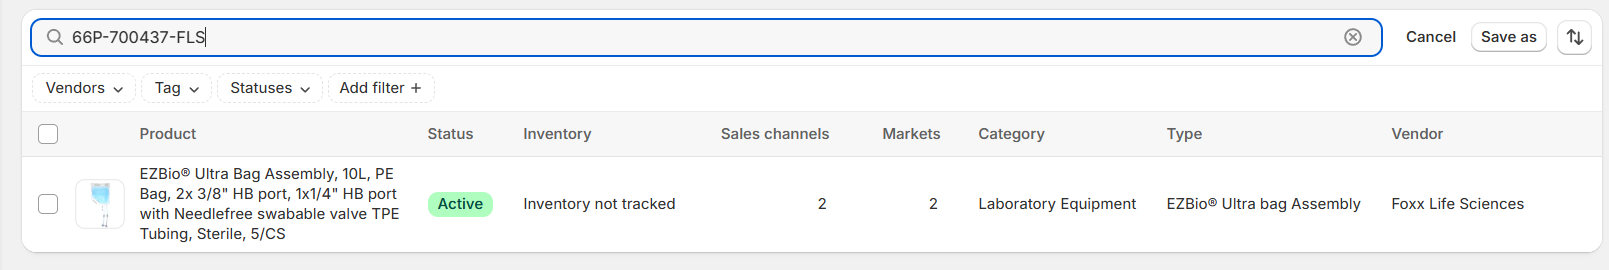 66P-700437-FLS
Cancel
Save as
Vendors
Tag
Statuses
Add filter +
Product Status Inventory Sales channels Markets Category Type Vendor
EZBio® Ultra Bag Assembly, 10L, PE
Bag, 2x 3/8" HB port, 1x1/4" HB port
with Needlefree swabable valve TPE
Tubing, Sterile, 5/CS
Active
Inventory not tracked
2
2
Laboratory Equipment
EZBio® Ultra bag Assembly
Foxx Life Sciences